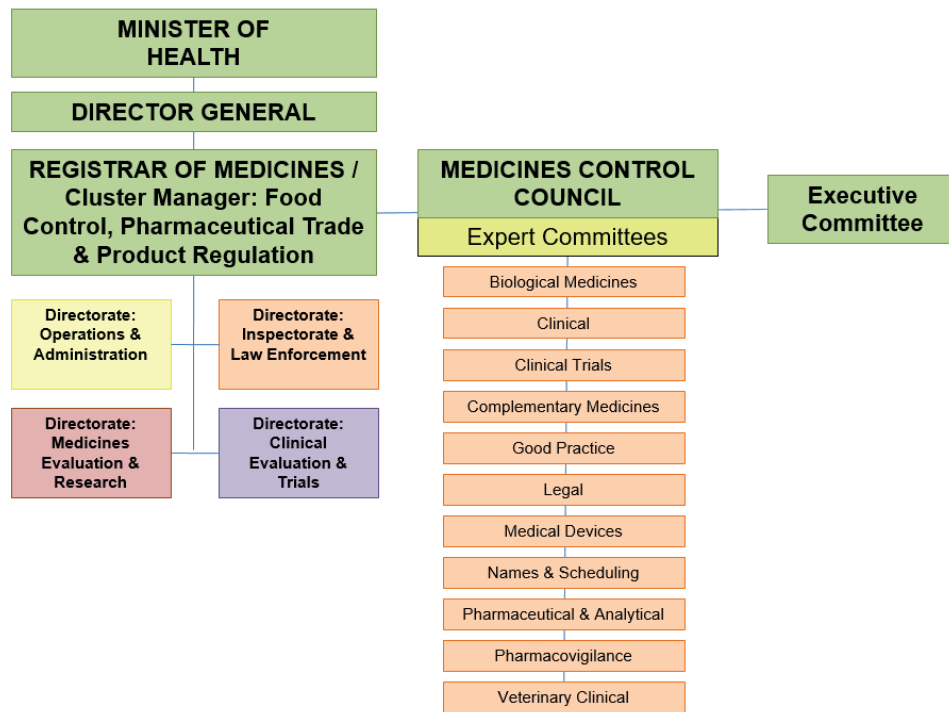 MINISTER OF
HEALTH
DIRECTOR GENERAL
REGISTRAR OF MEDICINES /
Cluster Manager: Food
Control, Pharmaceutical Trade
& Product Regulation
MEDICINES CONTROL
COUNCIL
Expert Committees
Executive
Committee
Directorate:
Operations &
Administration
Directorate:
Inspectorate &
Law Enforcement
Directorate:
Medicines
Evaluation &
Research
Directorate:
Clinical
Evaluation &
Trials
Biological Medicines
Clinical
Clinical Trials
Complementary Medicines
Good Practice
Legal
Medical Devices
Names & Scheduling
Pharmaceutical & Analytical
Pharmacovigilance
Veterinary Clinical